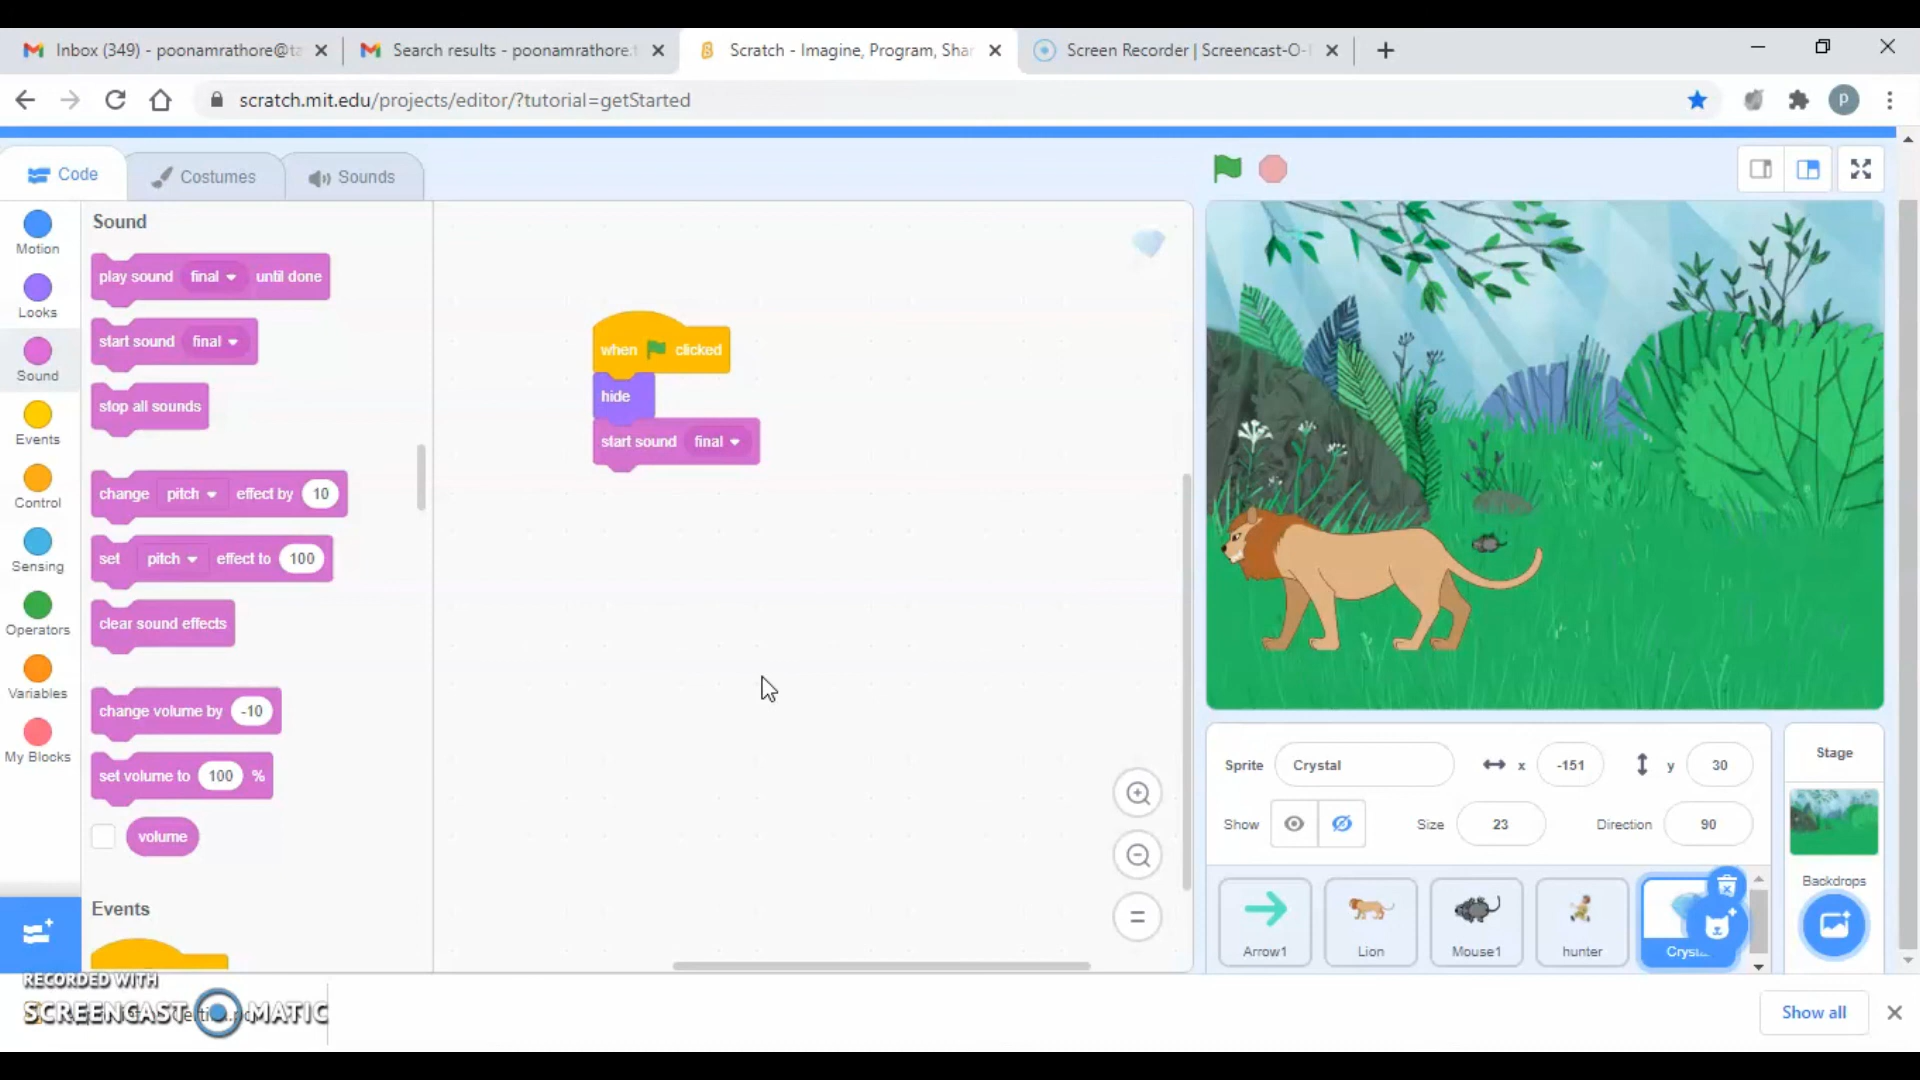 Inbox (349) - poonamrathore@ta
Search results - poonamrathore.t
Scratch - Imagine, Program, Shar
Screen Recorder | Screencast-O-
scratch.mit.edu/projects/editor/?tutorial=getStarted
P
Code
Costumes
Sounds
Motion
Looks
Sound
Events
Control
Sensing
Operators
Variables
My Blocks
Sound
play sound final until done
start sound final
stop all sounds
change pitch effect by 10
set pitch effect to 100
clear sound effects
change volume by -10
set volume to 100 %
volume
Events
when clicked
hide
start sound final
Sprite Crystal x -151 y 30
Show Size 23 Direction 90
Arrow1
Lion
Mouse1
hunter
Cryst...
Stage
Backdrops
RECORDED WITH
SCREENCAST MATIC
Show all